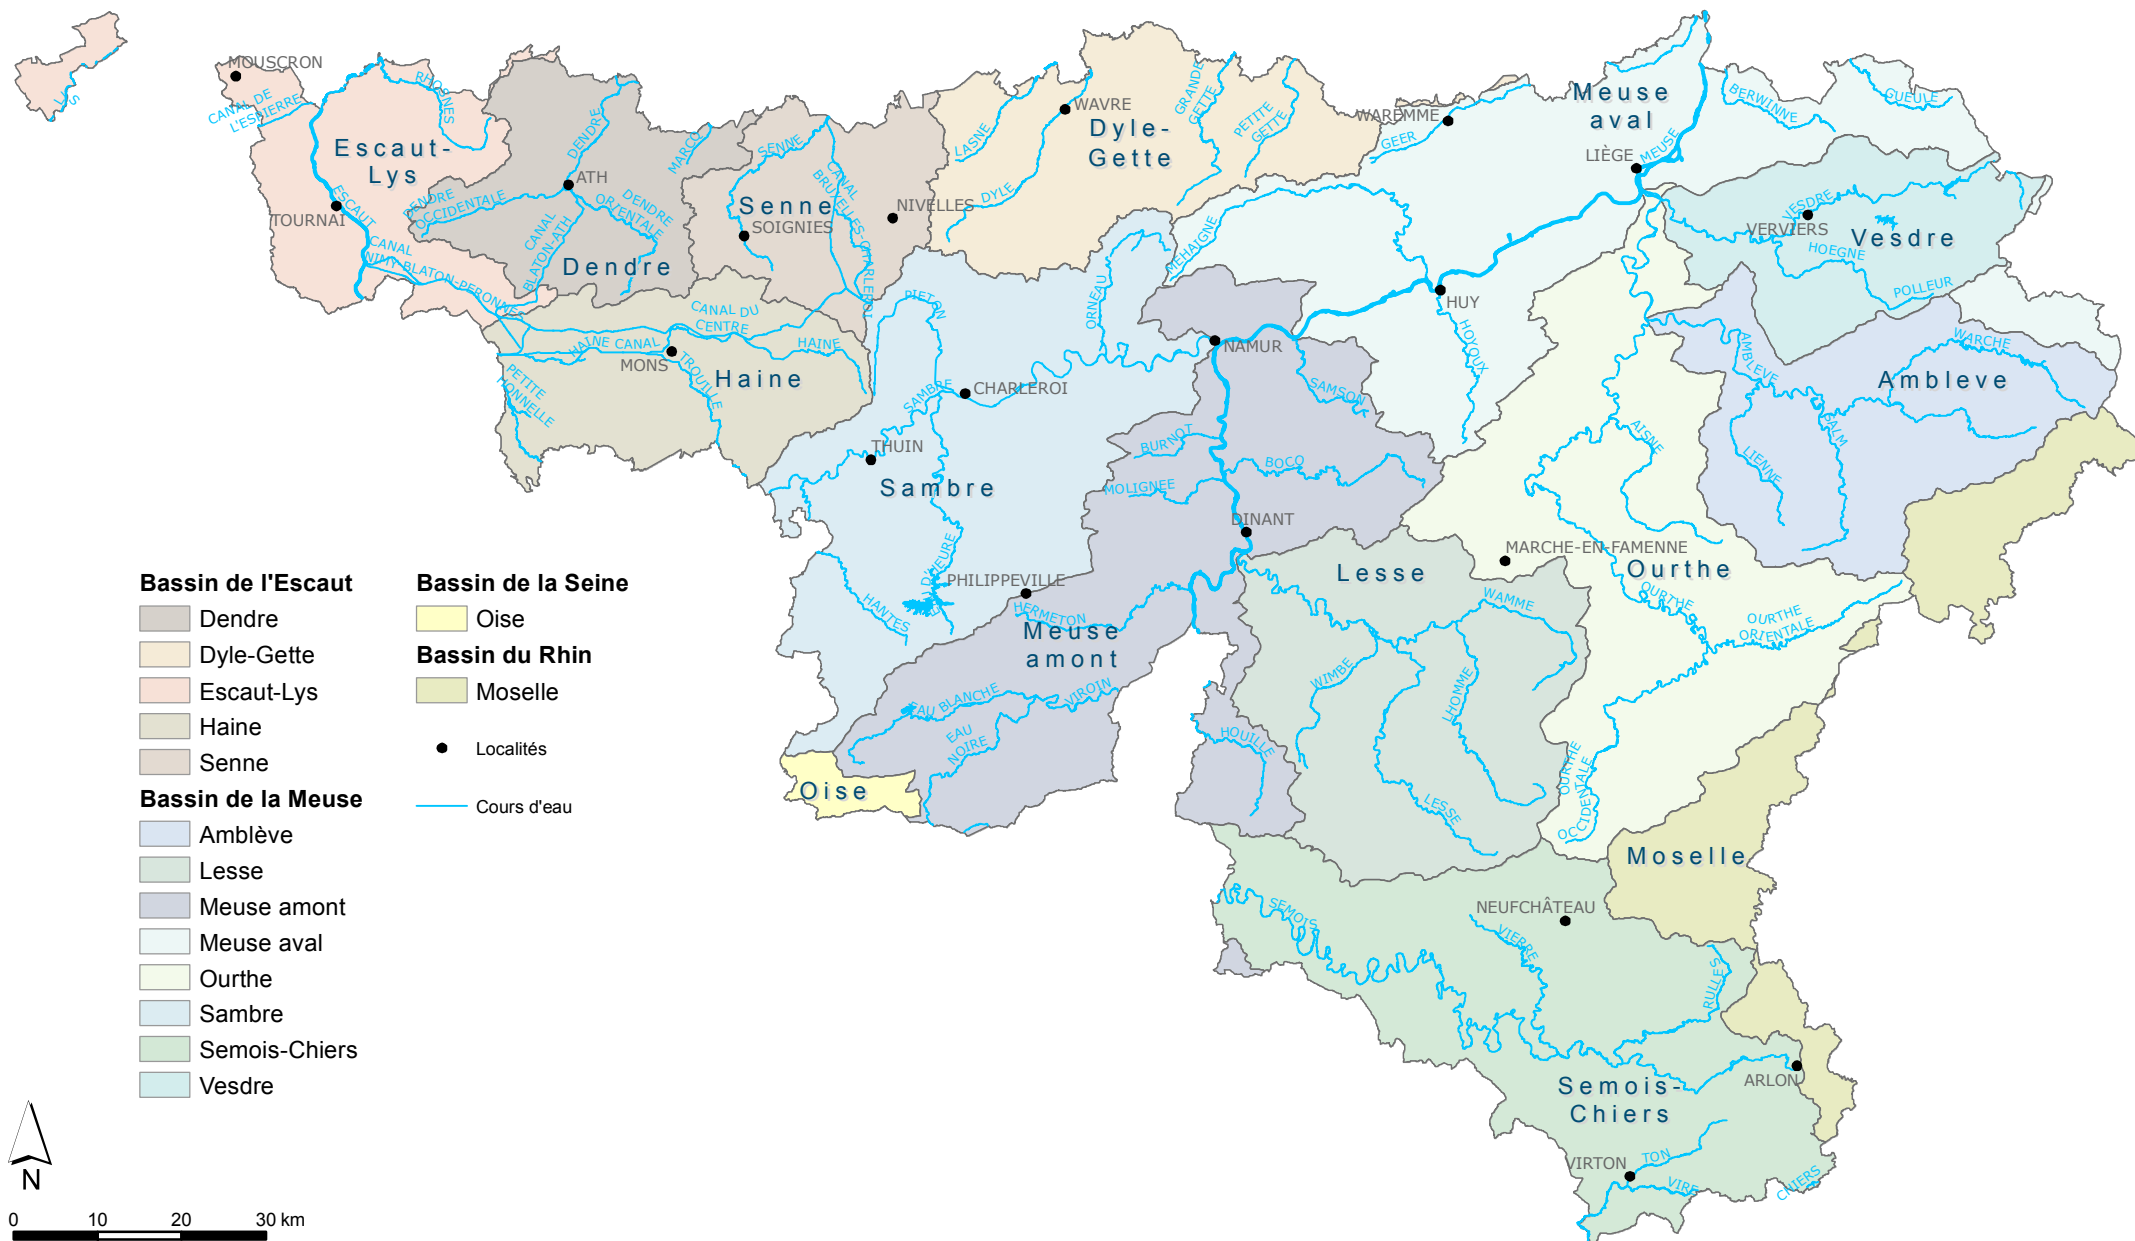 MOUSCRON
LYS
CANAL DE
L'ESPIERRE
RHOSNES
Escaut-
Lys
ESCAUT
TOURNAI
CANAL
NIMY-BLATON-PERONNES
DENDRE
ATH
MARCQ
DENDRE
OCCIDENTALE
DENDRE
ORIENTALE
CANAL
BLATON-ATH
Dendre
SENNE
Senne
SOIGNIES
CANAL
BRUXELLES-CHARLEROI
NIVELLES
LASNE
DYLE
WAVRE
Dyle-
Gette
GRANDE
GETTE
PETITE
GETTE
WAREMME
GEER
Meuse
aval
LIÈGE
MEUSE
BERWINNE
GUEULE
VESDRE
VERVIERS
Vesdre
HOEGNE
POLLEUR
MEHAIGNE
HUY
HOYOUX
CANAL DU
CENTRE
HAINE CANAL
HAINE
MONS
TROUILLE
PETITE
HONNELLE
Haine
PIETON
ORNEAU
NAMUR
SAMSON
SAMBRE
CHARLEROI
THUIN
Sambre
BURNOT
BOCQ
MOLIGNEE
DINANT
AMBLEVE
WARCHE
Ambleve
SALM
LIENNE
AISNE
MARCHE-EN-FAMENNE
Ourthe
OURTHE
OURTHE
ORIENTALE
OURTHE
OCCIDENTALE
Lesse
WAMME
WIMBE
LHOMME
LESSE
EAU D'HEURE
PHILIPPEVILLE
HANTES
HERMETON
Meuse
amont
EAU BLANCHE
VIROIN
EAU
NOIRE
HOUILLE
Oise
Moselle
SEMOIS
NEUFCHÂTEAU
VIERRE
RULLES
Semois-
Chiers
ARLON
VIRTON
TON
VIRE
CHIERS
Bassin de l'Escaut
Dendre
Dyle-Gette
Escaut-Lys
Haine
Senne
Bassin de la Meuse
Amblève
Lesse
Meuse amont
Meuse aval
Ourthe
Sambre
Semois-Chiers
Vesdre
Bassin de la Seine
Oise
Bassin du Rhin
Moselle
Localités
Cours d'eau
N
0 10 20 30 km